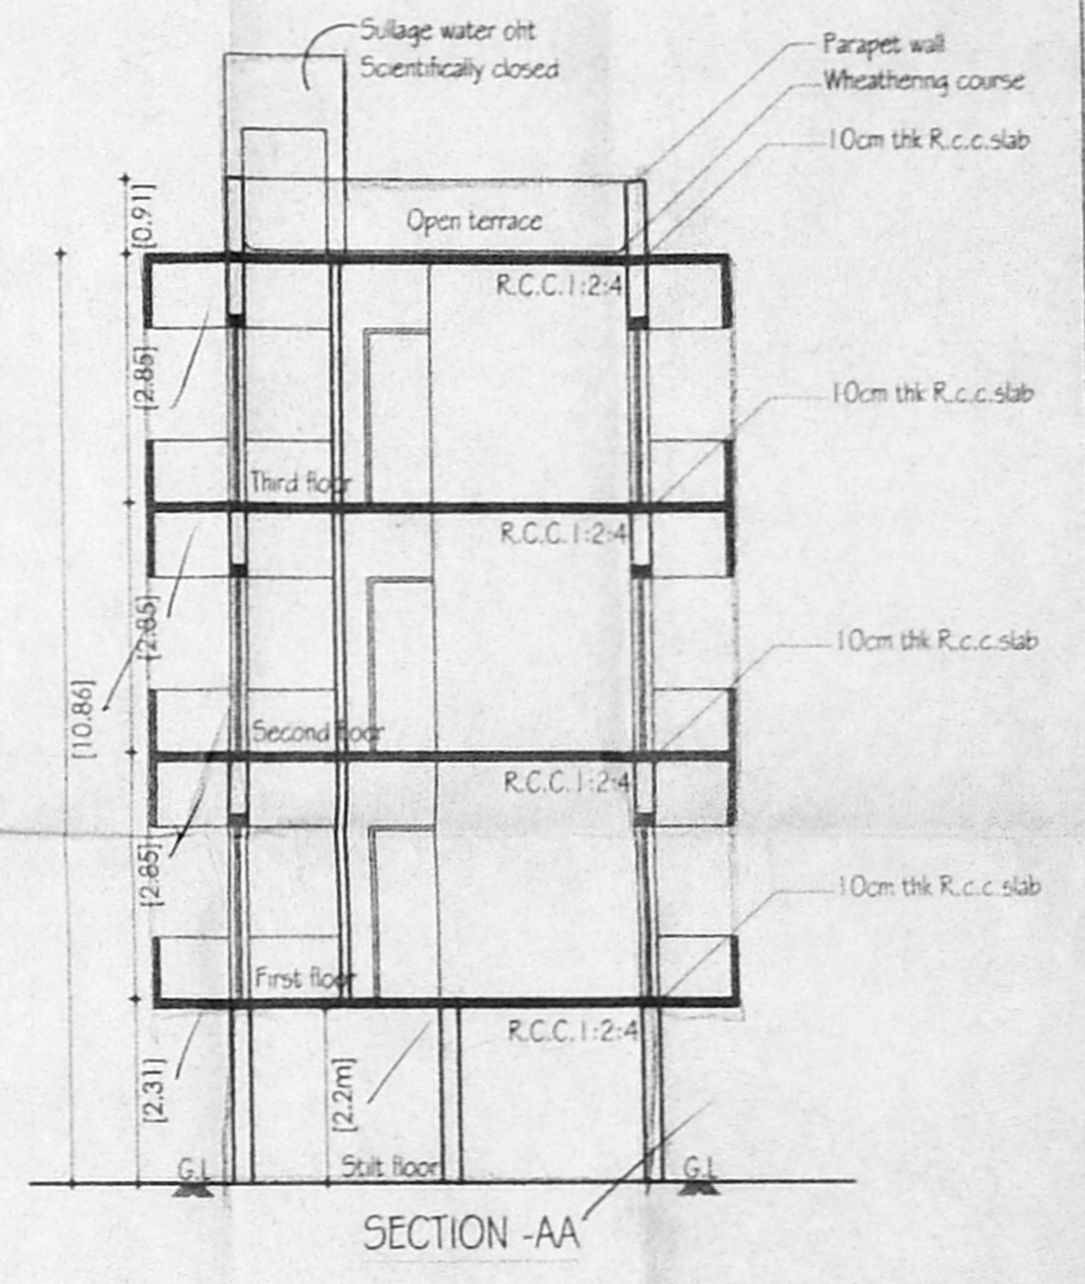 Sullage water oht
Scientifically closed
Parapet wall
Wheathering course
10cm thk R.c.c.slab
[0.91]
Open terrace
R.C.C.1:2:4
[2.85]
10cm thk R.c.c.slab
Third floor
R.C.C.1:2:4
[2.85]
10cm thk R.c.c.slab
[10.86]
Second floor
R.C.C.1:2:4
[2.85]
10cm thk R.c.c.slab
First floor
R.C.C.1:2:4
[2.31]
[2.2m]
G.L
Stilt floor
G.L
SECTION -AA